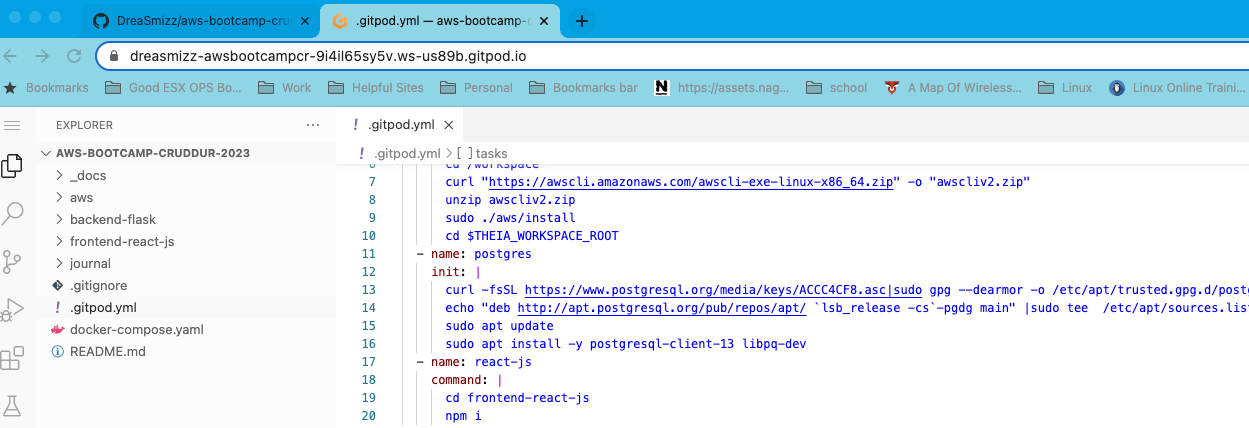 DreaSmizz/aws-bootcamp-cru
.gitpod.yml — aws-bootcamp-
dreasmizz-awsbootcampcr-9i4il65sy5v.ws-us89b.gitpod.io
Bookmarks Good ESX OPS Bo... Work Helpful Sites Personal Bookmarks bar N https://assets.nag... school A Map Of Wireless... Linux Linux Online Traini...
EXPLORER ...
! .gitpod.yml
AWS-BOOTCAMP-CRUDDUR-2023
! .gitpod.yml > [ ] tasks
_docs
aws
backend-flask
frontend-react-js
journal
.gitignore
! .gitpod.yml
docker-compose.yaml
README.md
6 cd /workspace
7 curl "https://awscli.amazonaws.com/awscli-exe-linux-x86_64.zip" -o "awscliv2.zip"
8 unzip awscliv2.zip
9 sudo ./aws/install
10 cd $THEIA_WORKSPACE_ROOT
11 - name: postgres
12 init: |
13 curl -fsSL https://www.postgresql.org/media/keys/ACCC4CF8.asc|sudo gpg --dearmor -o /etc/apt/trusted.gpg.d/postg
14 echo "deb http://apt.postgresql.org/pub/repos/apt/ `lsb_release -cs`-pgdg main" |sudo tee  /etc/apt/sources.list
15 sudo apt update
16 sudo apt install -y postgresql-client-13 libpq-dev
17 - name: react-js
18 command: |
19 cd frontend-react-js
20 npm i